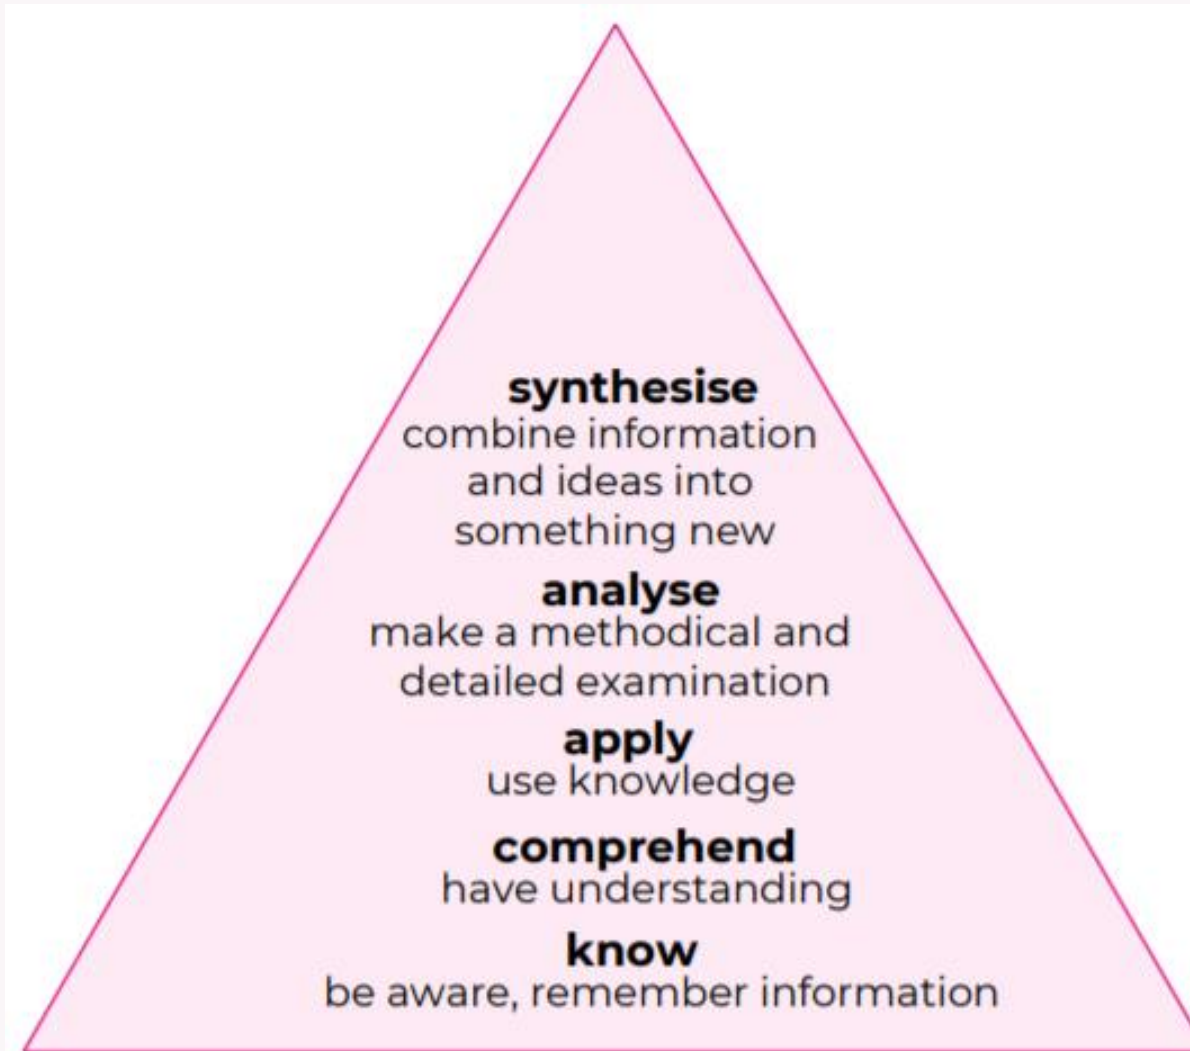 synthesise
combine information
and ideas into
something new
analyse
make a methodical and
detailed examination
apply
use knowledge
comprehend
have understanding
know
be aware, remember information